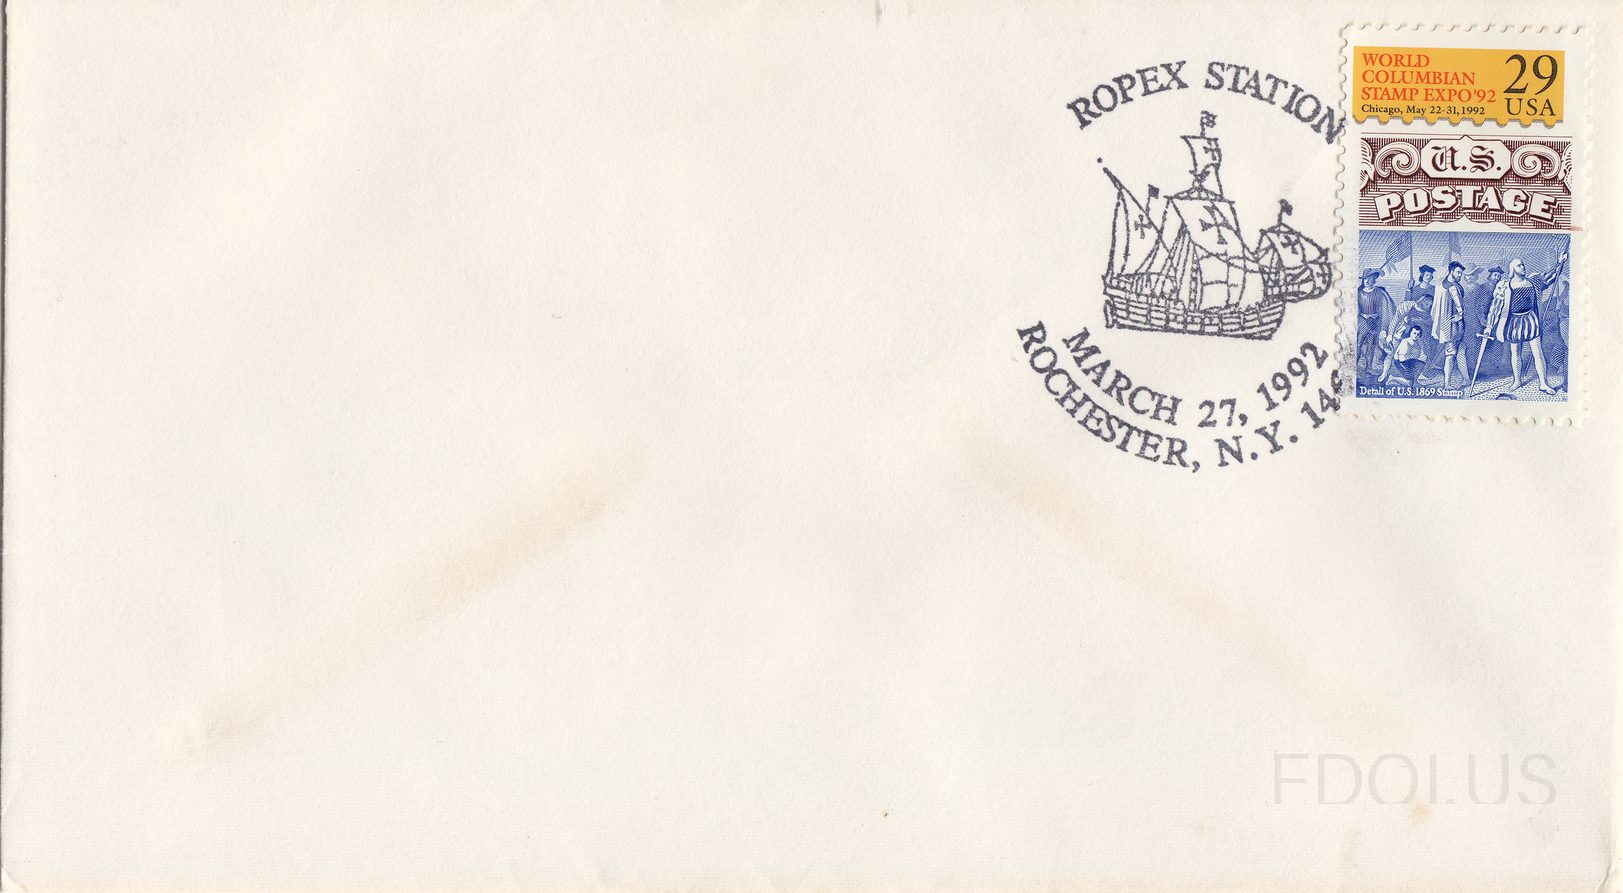 ROPEX STATION
MARCH 27, 1992
ROCHESTER, N.Y.
WORLD
COLUMBIAN
STAMP EXPO'92
Chicago, May 22-31, 1992
29
USA
U.S.
POSTAGE
Detail of U.S. 1869 Stamp
FDOI.US